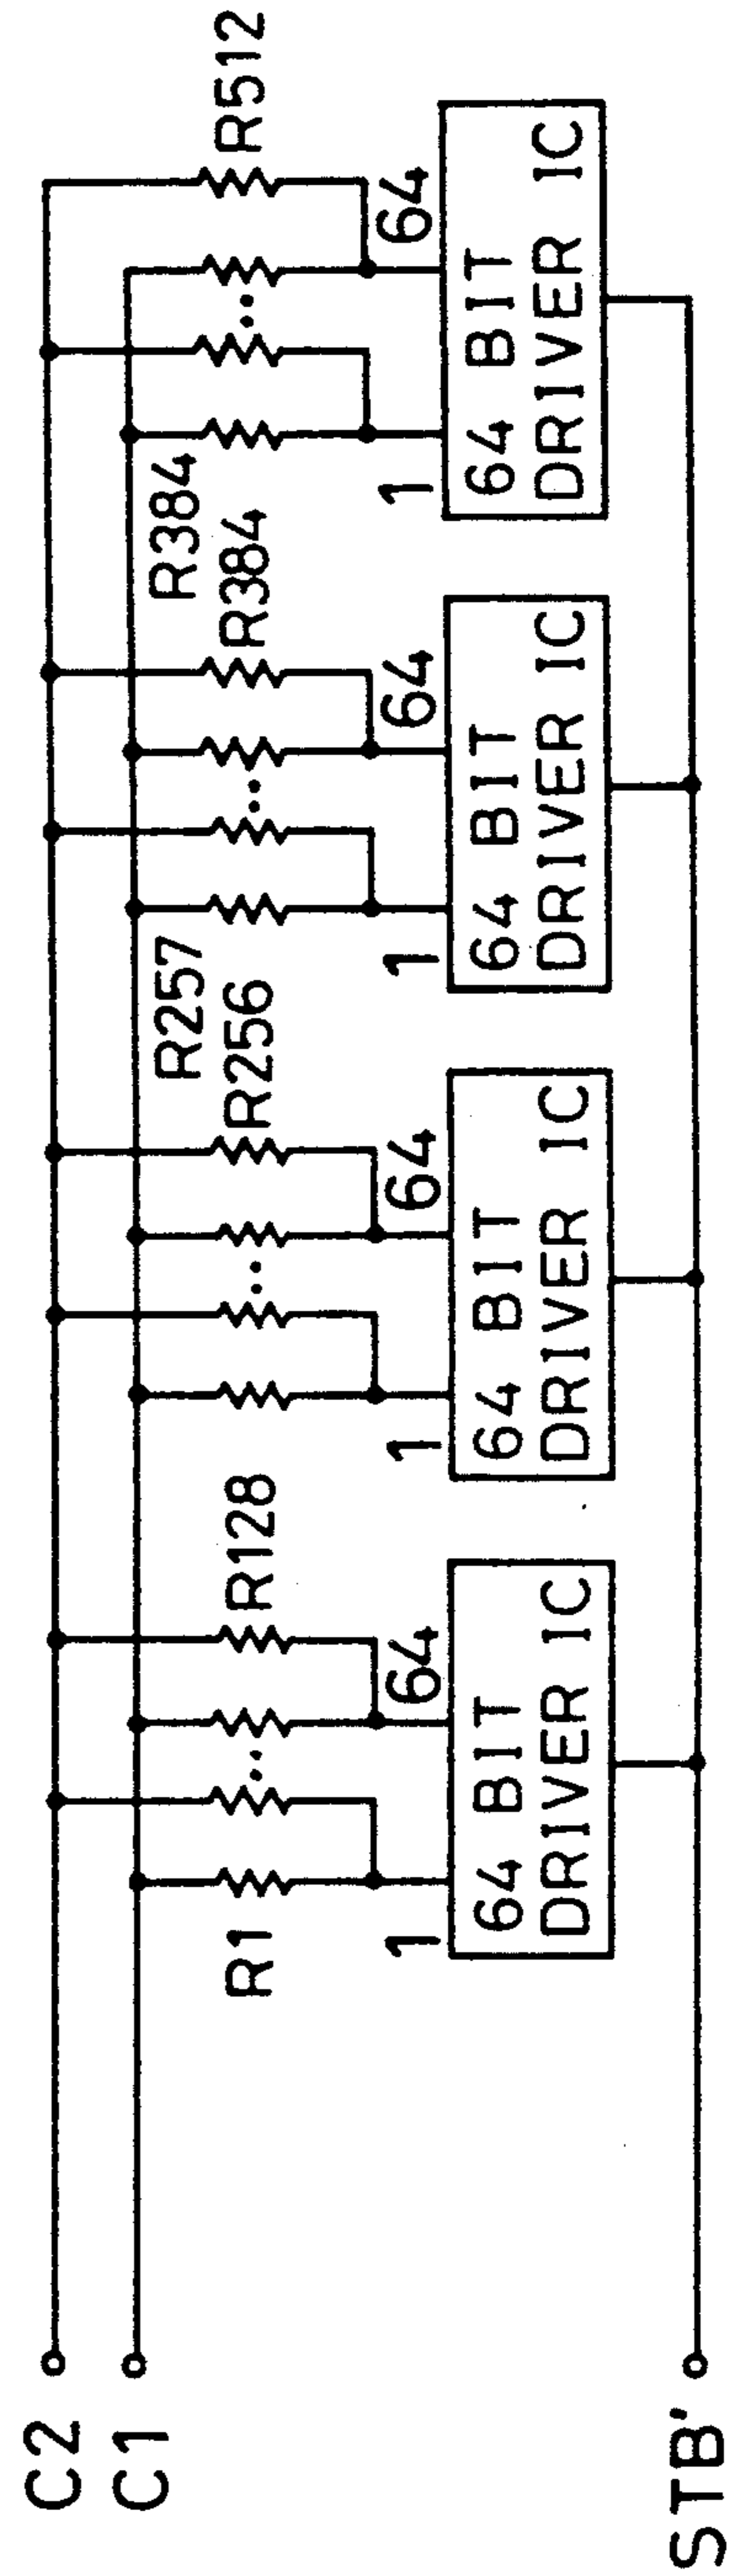 C2
C1
STB'
R1
R128
R256
R257
R384
R384
R512
1
64
1
64
1
64
1
64
64 BIT
DRIVER IC
64 BIT
DRIVER IC
64 BIT
DRIVER IC
64 BIT
DRIVER IC